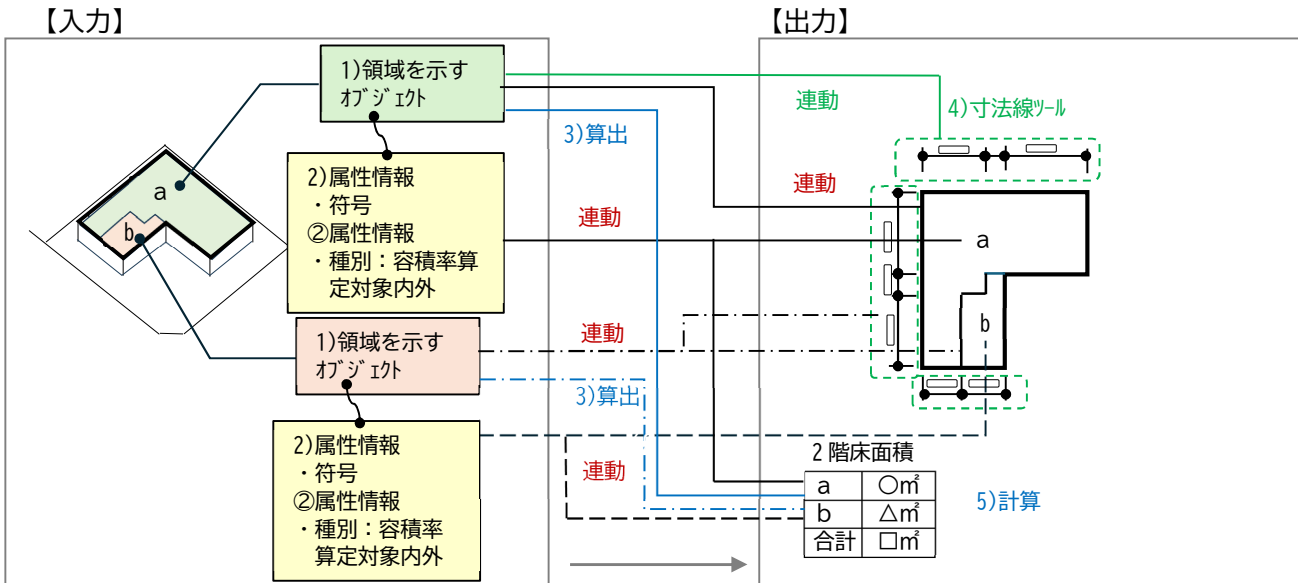 【入力】
1)領域を示す
ｵﾌﾞｼﾞｪｸﾄ
2)属性情報
・符号
②属性情報
・種別：容積率算
定対象内外
a
b
1)領域を示す
ｵﾌﾞｼﾞｪｸﾄ
2)属性情報
・符号
②属性情報
・種別：容積率
算定対象内外
3)算出
連動
連動
3)算出
連動
【出力】
連動
4)寸法線ﾂｰﾙ
連動
a
b
2階床面積
a ○㎡
b △㎡
合計 □㎡
5)計算